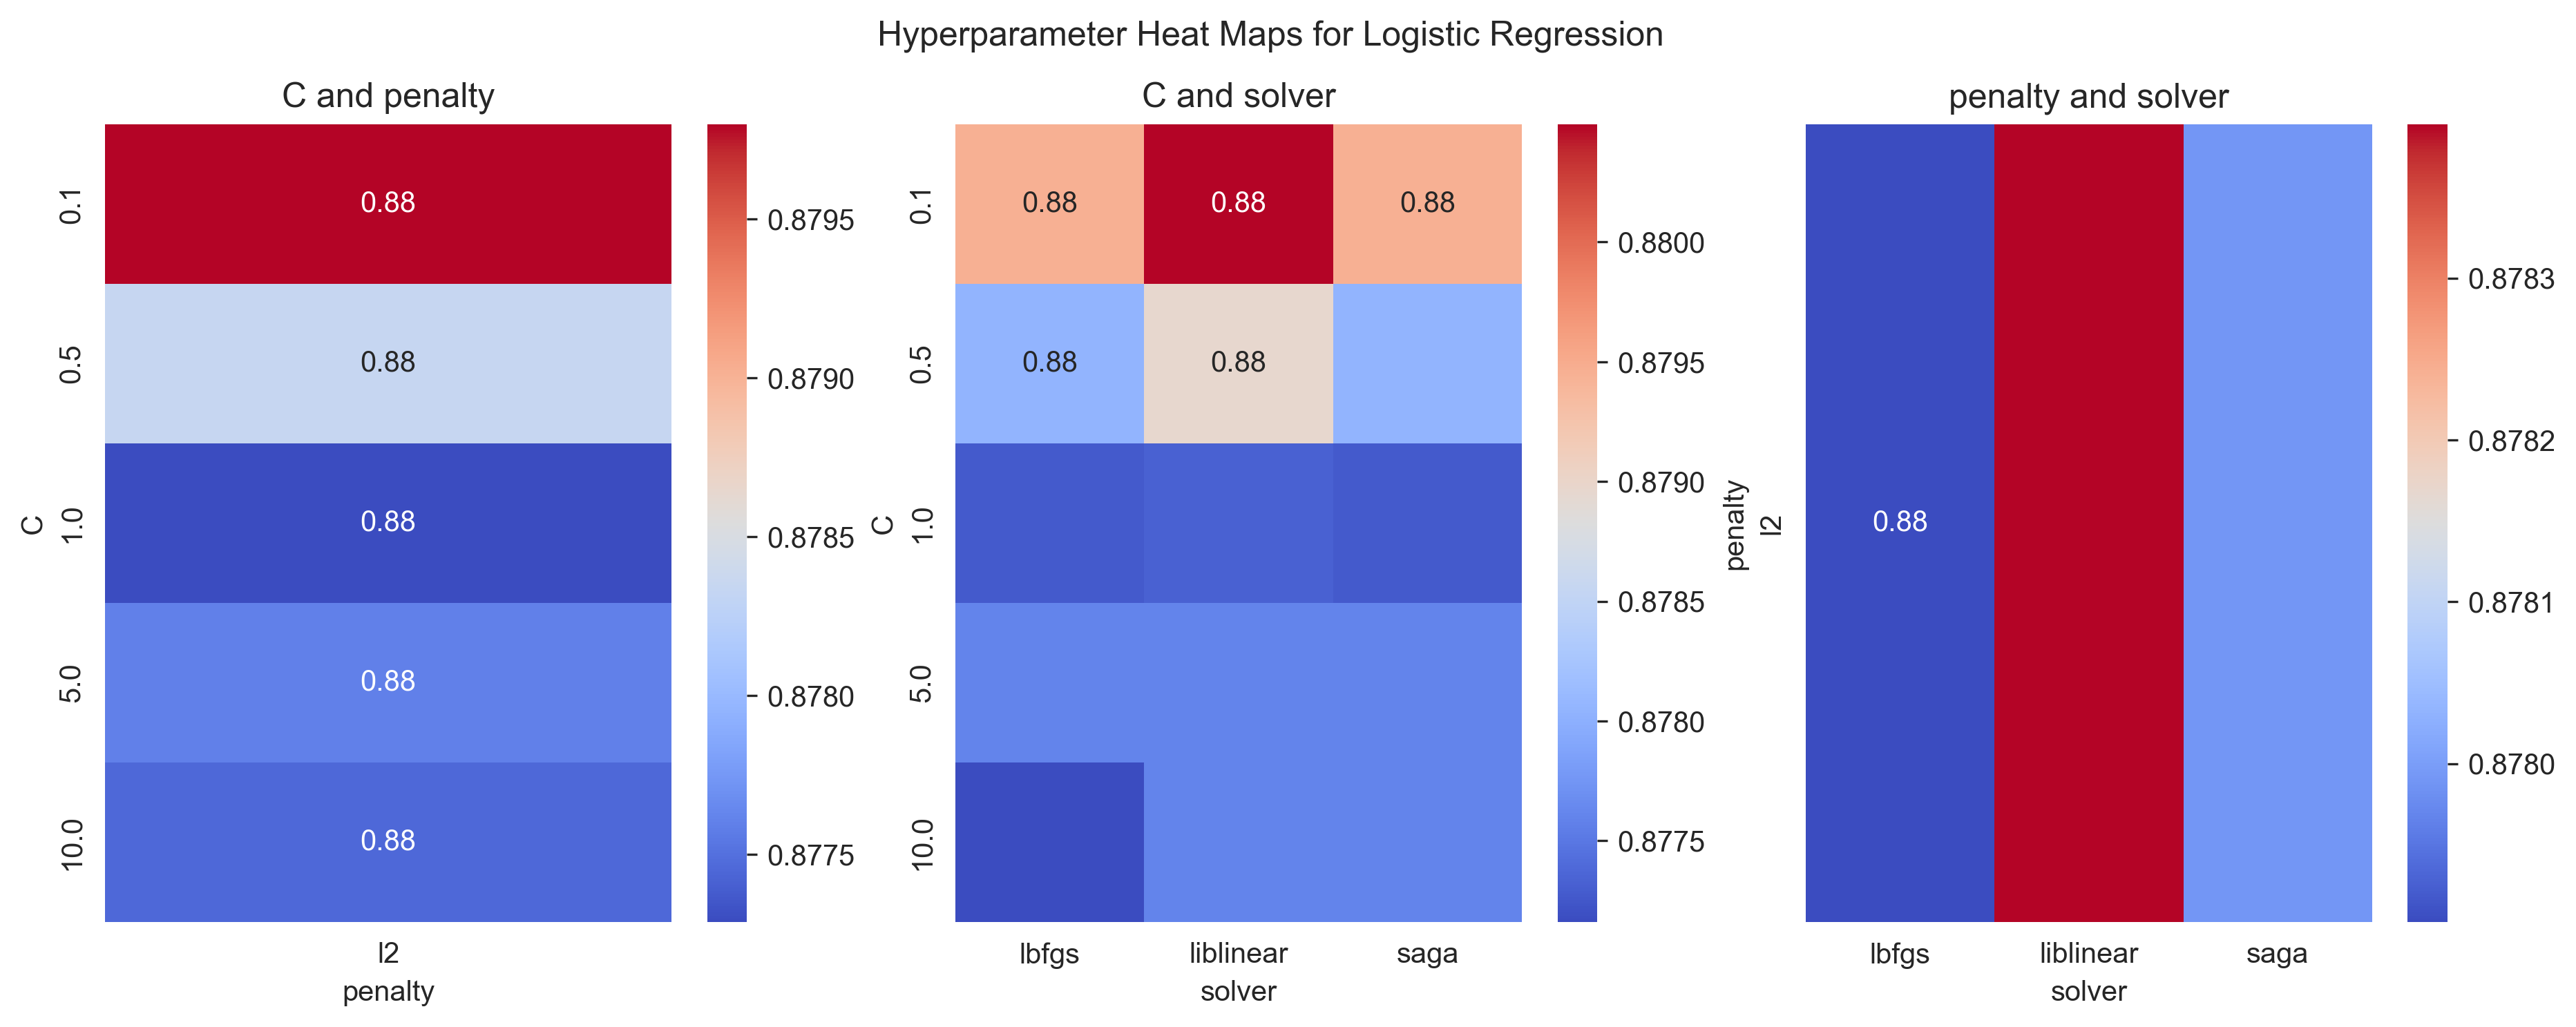 Hyperparameter Heat Maps for Logistic Regression
C and penalty
C
0.1
0.5
1.0
5.0
10.0
0.88
0.88
0.88
0.88
0.88
l2
penalty
0.8795
0.8790
0.8785
0.8780
0.8775
C and solver
C
0.1
0.5
1.0
5.0
10.0
0.88 0.88 0.88
0.88 0.88
lbfgs liblinear saga
solver
0.8800
0.8795
0.8790
0.8785
0.8780
0.8775
penalty and solver
penalty
l2
0.88
lbfgs liblinear saga
solver
0.8783
0.8782
0.8781
0.8780